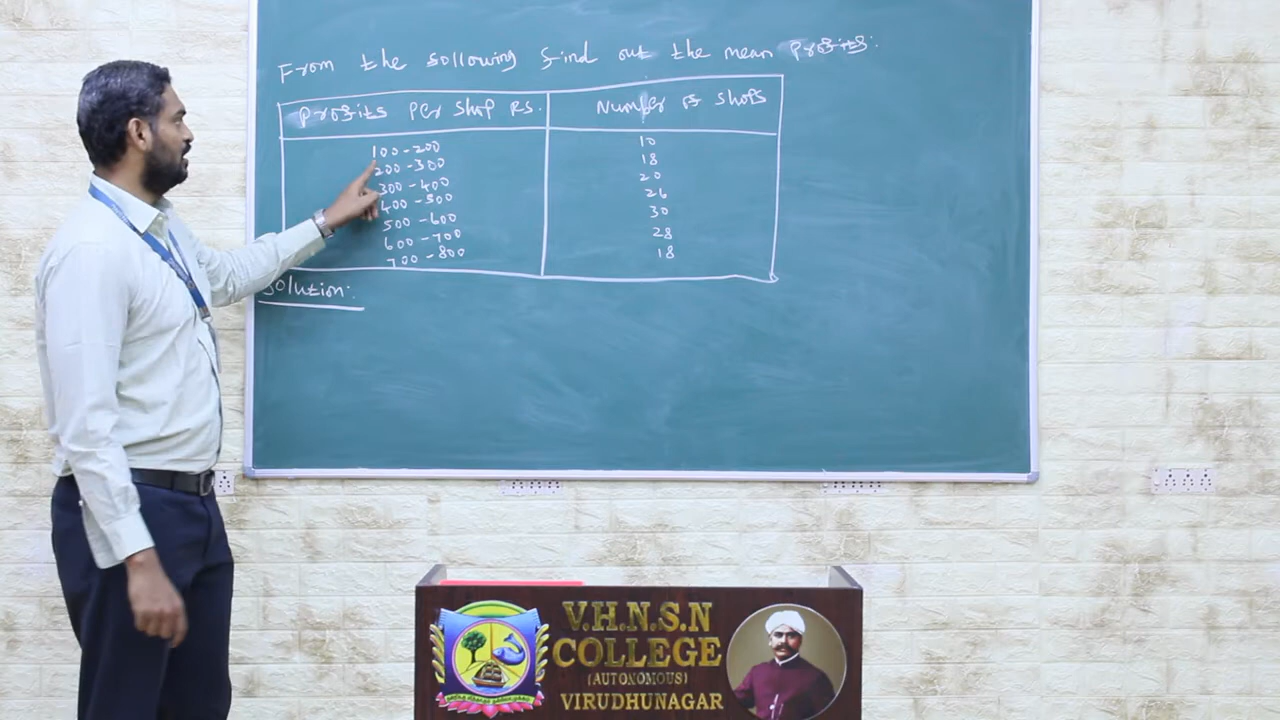 From the following find out the mean profits:
Profits Per Shop Rs. Number of Shops
100-200 10
200-300 18
300-400 20
400-500 26
500-600 30
600-700 28
700-800 18
Solution:
V.H.N.S.N
COLLEGE
(AUTONOMOUS)
VIRUDHUNAGAR